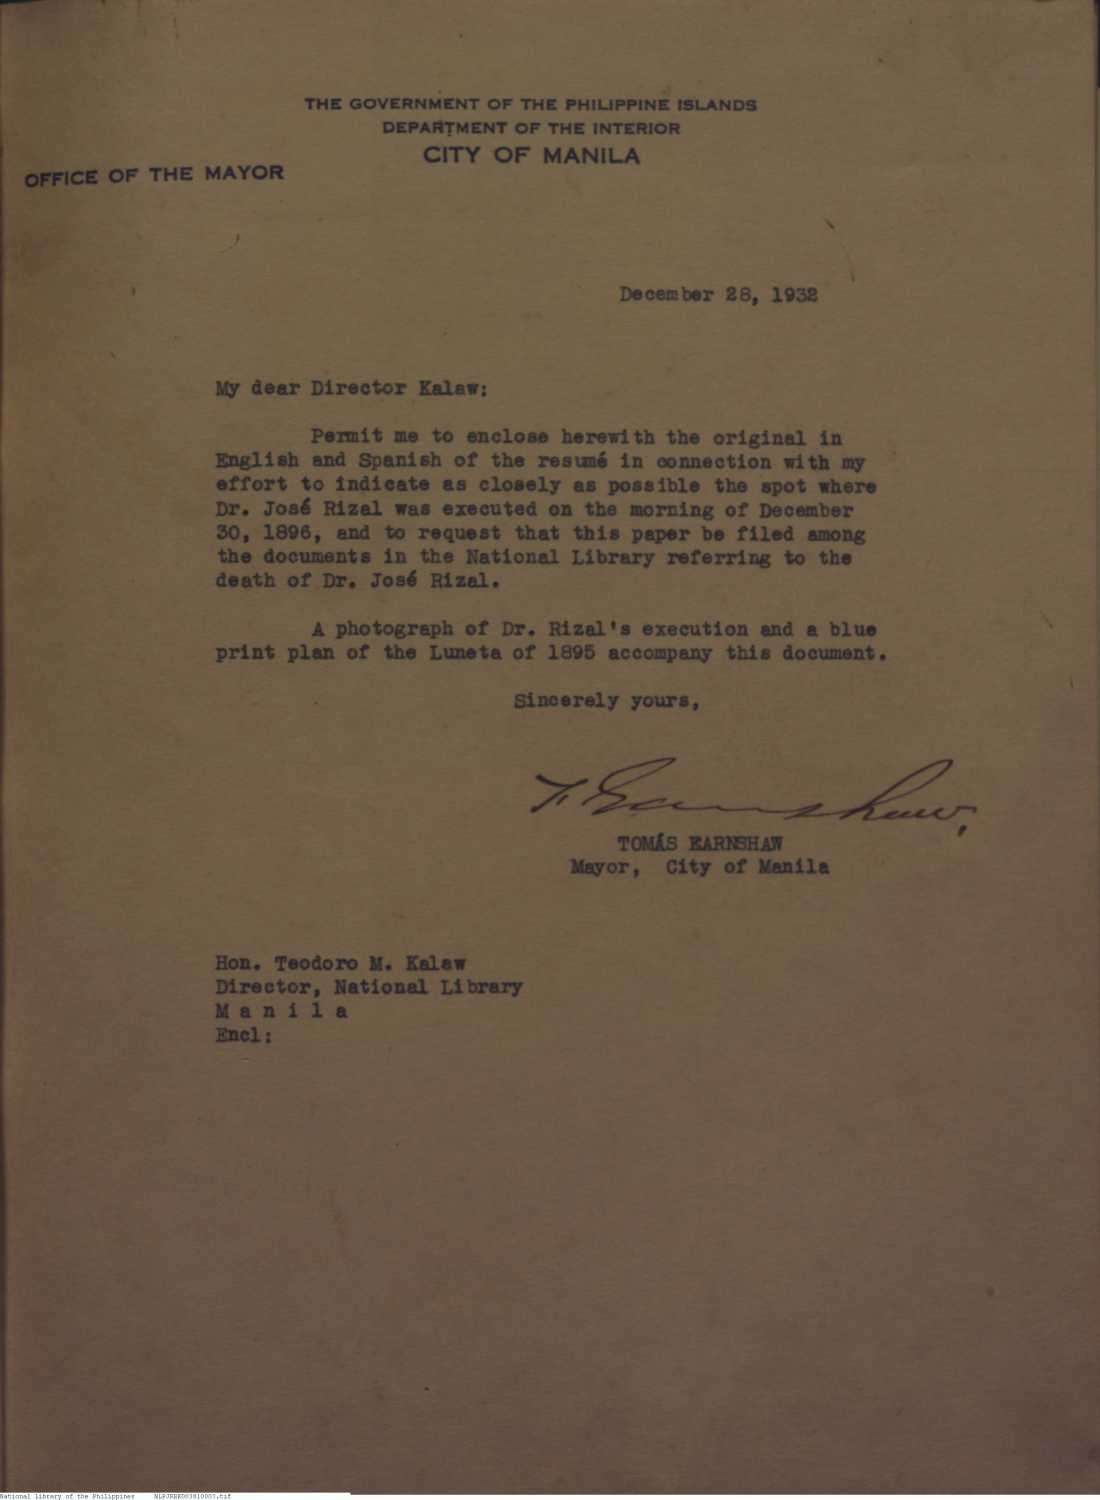 THE GOVERNMENT OF THE PHILIPPINE ISLANDS
DEPARTMENT OF THE INTERIOR
CITY OF MANILA
OFFICE OF THE MAYOR
December 28, 1932
My dear Director Kalaw:
Permit me to enclose herewith the original in
English and Spanish of the resumé in connection with my
effort to indicate as closely as possible the spot where
Dr. José Rizal was executed on the morning of December
30, 1896, and to request that this paper be filed among
the documents in the National Library referring to the
death of Dr. José Rizal.
A photograph of Dr. Rizal's execution and a blue
print plan of the Luneta of 1895 accompany this document.
Sincerely yours,
T. Earnshaw,
TOMÁS EARNSHAW
Mayor, City of Manila
Hon. Teodoro M. Kalaw
Director, National Library
M a n i l a
Encl:
National library of the Philippines